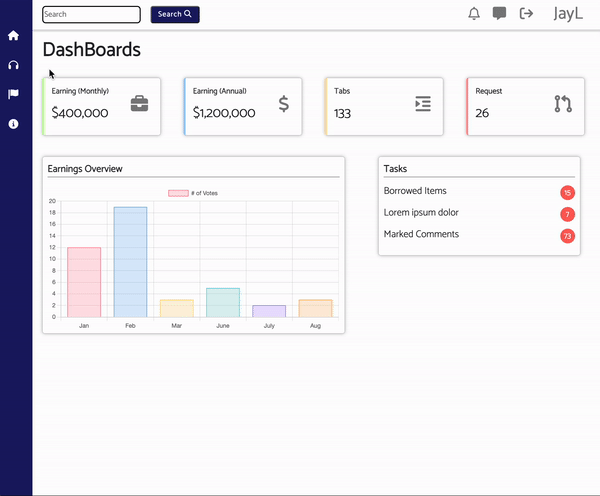 Search
Search
JayL
DashBoards
Earning (Monthly)
$400,000
Earning (Annual)
$1,200,000
$
Tabs
133
Request
26
Earnings Overview
# of Votes
20
18
16
14
12
10
8
6
4
2
0
Jan
Feb
Mar
June
July
Aug
Tasks
Borrowed Items 15
Lorem ipsum dolor 7
Marked Comments 73